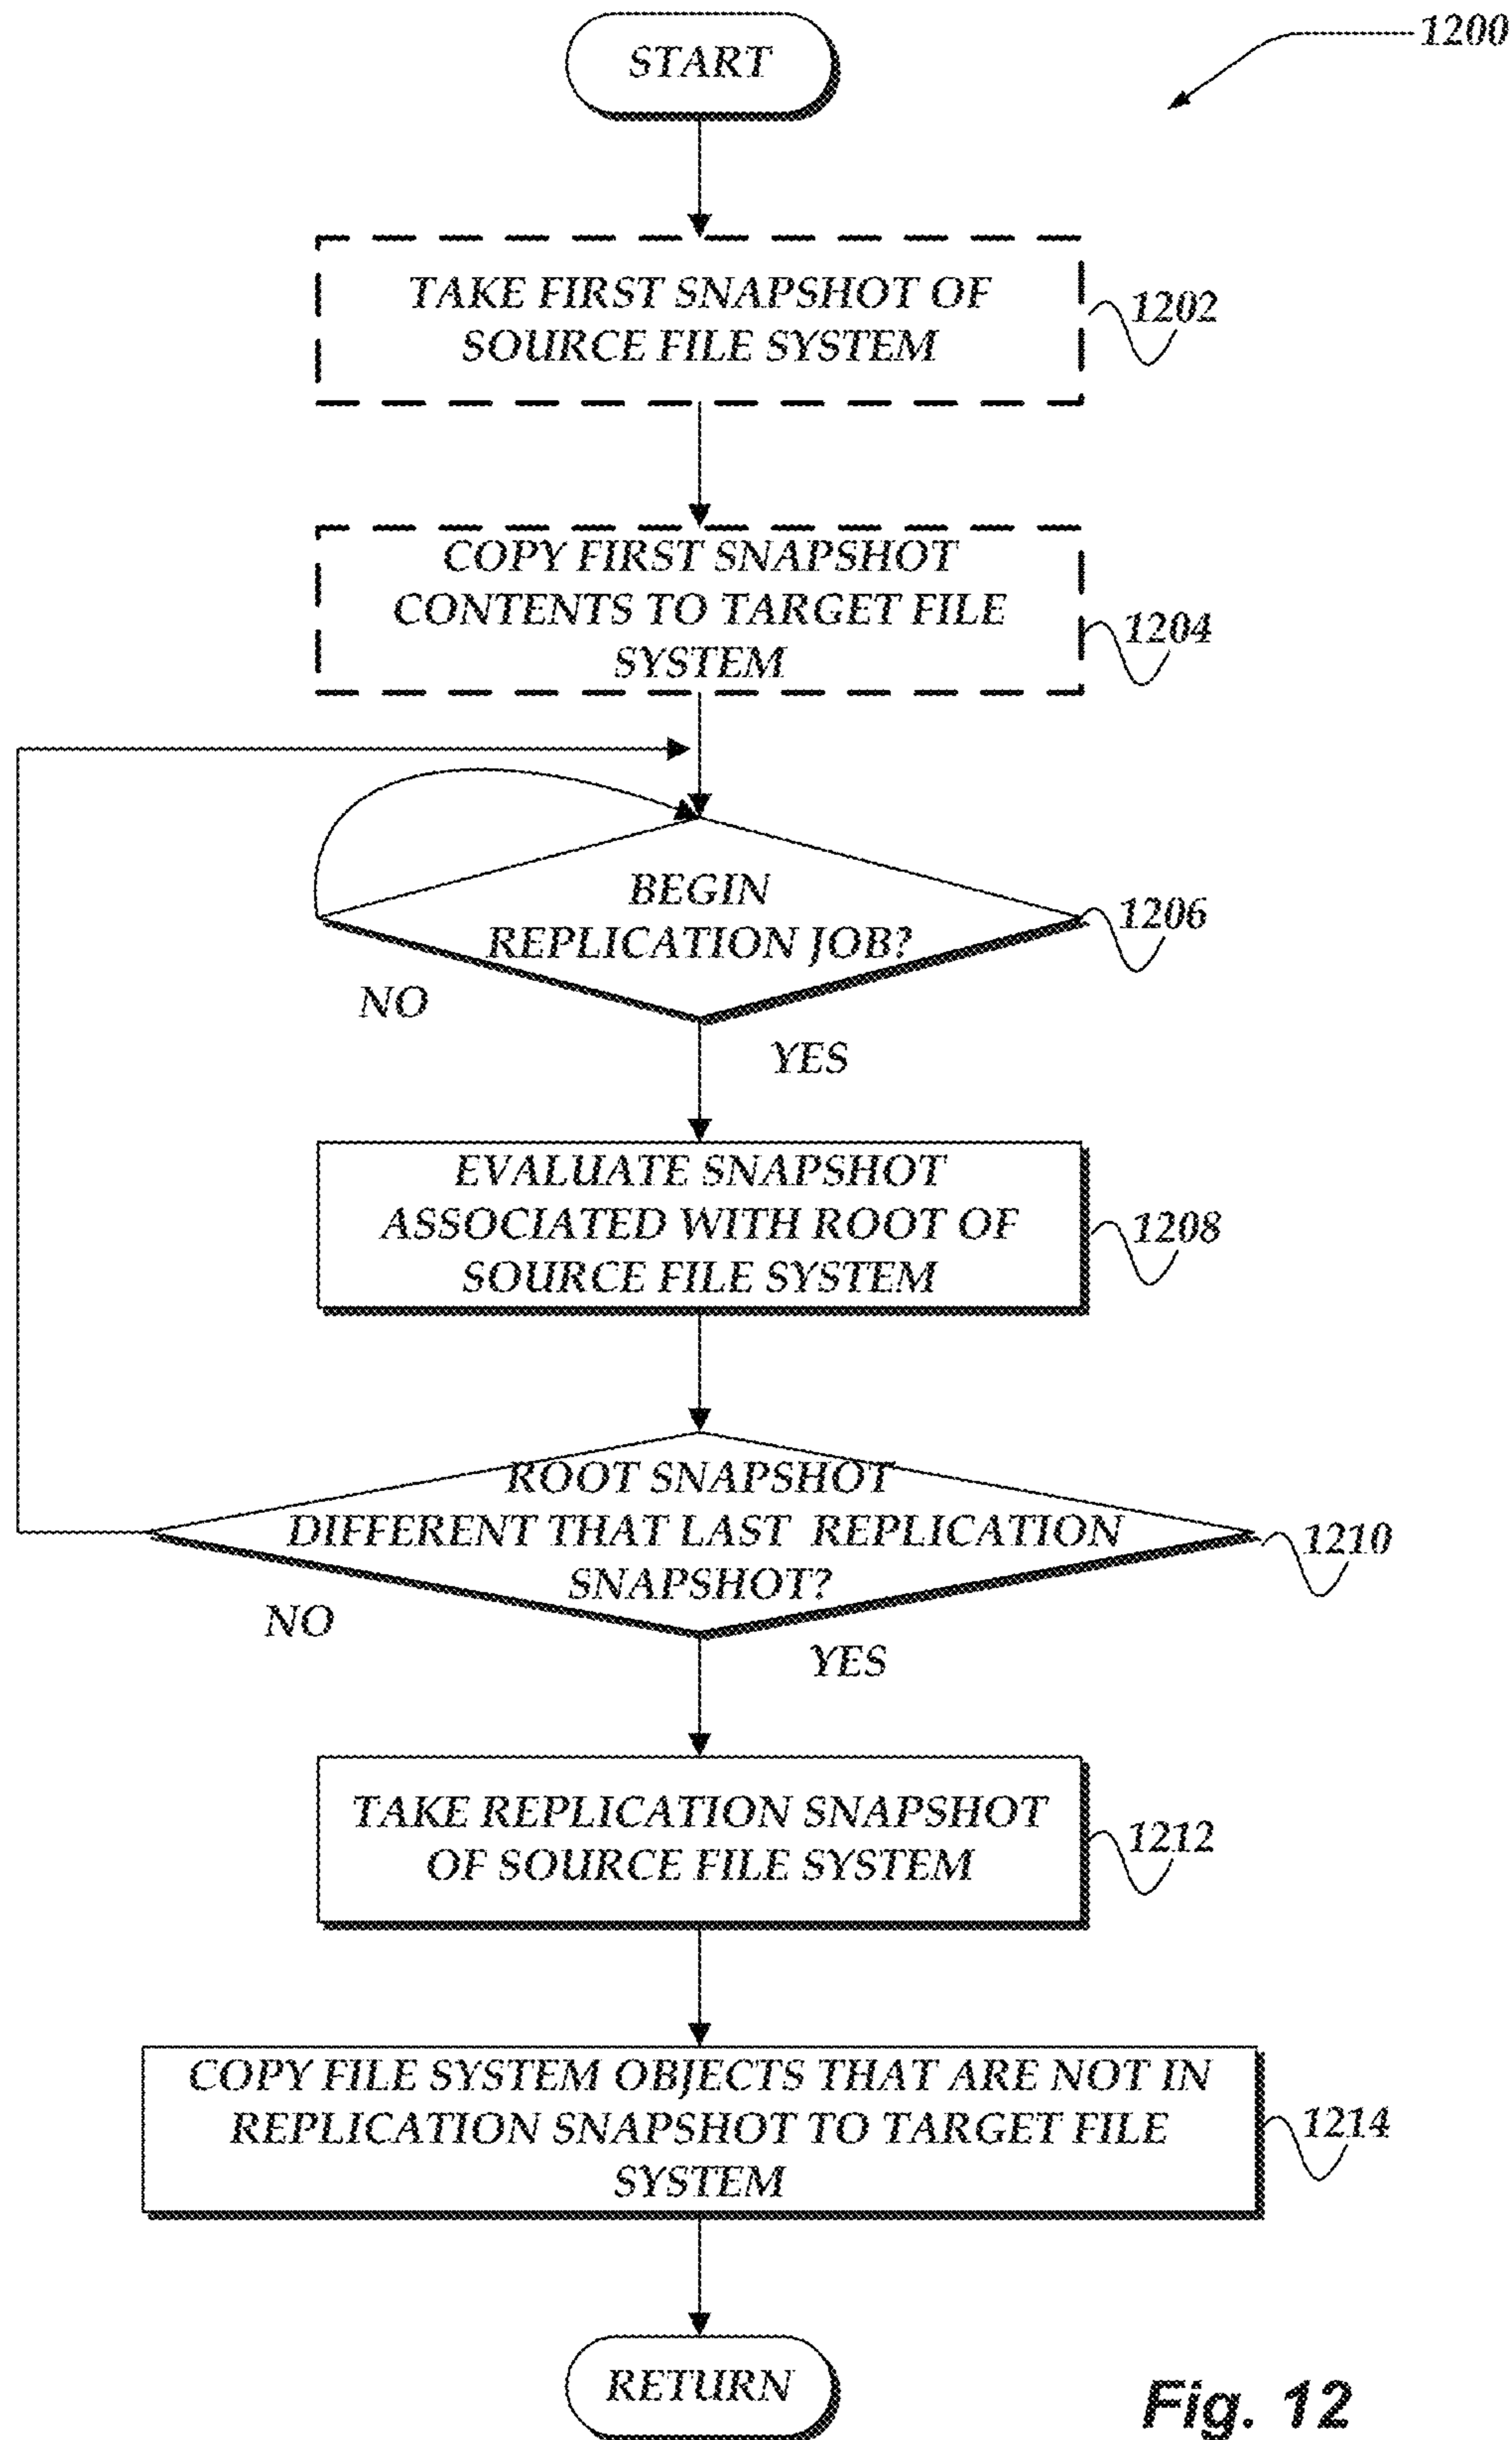 1200
START
TAKE FIRST SNAPSHOT OF
SOURCE FILE SYSTEM
1202
COPY FIRST SNAPSHOT
CONTENTS TO TARGET FILE
SYSTEM
1204
BEGIN
REPLICATION JOB?
1206
NO
YES
EVALUATE SNAPSHOT
ASSOCIATED WITH ROOT OF
SOURCE FILE SYSTEM
1208
ROOT SNAPSHOT
DIFFERENT THAT LAST REPLICATION
SNAPSHOT?
1210
NO
YES
TAKE REPLICATION SNAPSHOT
OF SOURCE FILE SYSTEM
1212
COPY FILE SYSTEM OBJECTS THAT ARE NOT IN
REPLICATION SNAPSHOT TO TARGET FILE
SYSTEM
1214
RETURN
Fig. 12